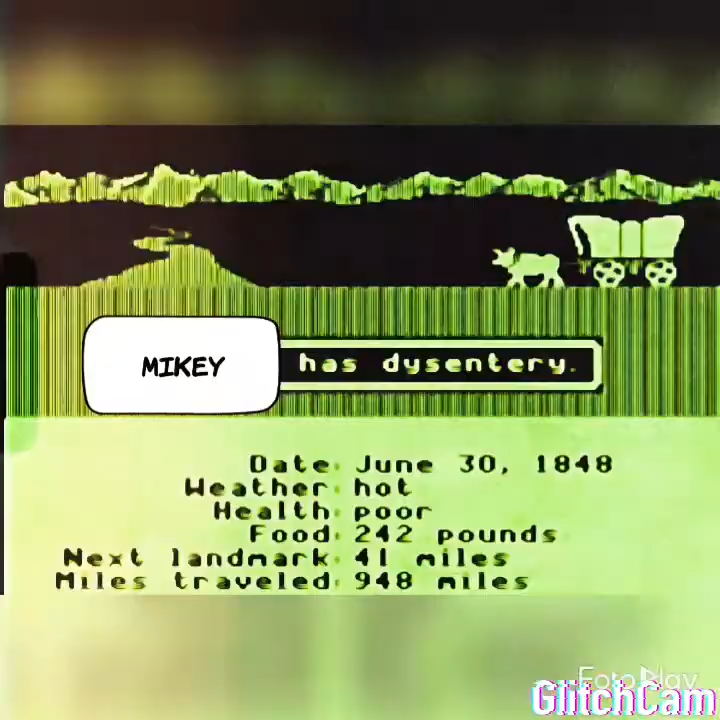 MIKEY has dysentery.
Date: June 30, 1848
Weather: hot
Health: poor
Food: 242 pounds
Next landmark: 41 miles
Miles traveled: 948 miles
FotoPlay
GlitchCam